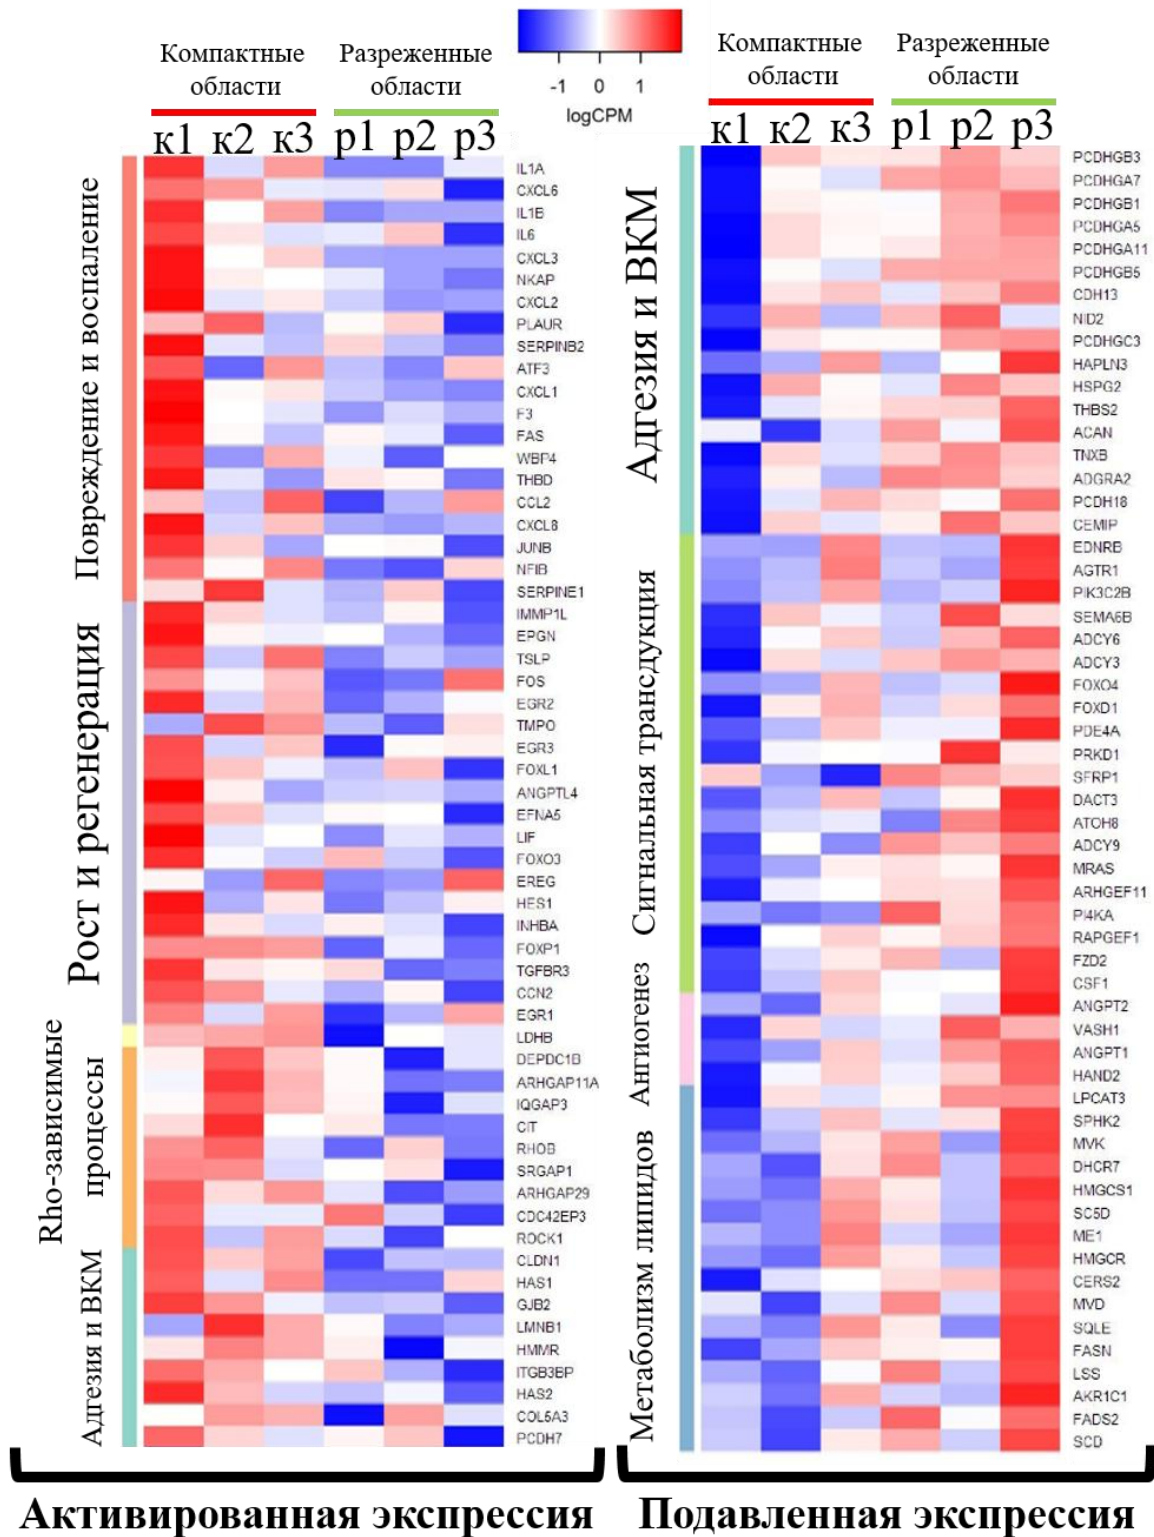 Компактные
области
Разреженные
области
-1 0 1
logCPM
Компактные
области
Разреженные
области
к1 к2 к3 р1 р2 р3
к1 к2 к3 р1 р2 р3
Повреждение и воспаление
IL1A
CXCL6
IL1B
IL6
CXCL3
NKAP
CXCL2
PLAUR
SERPINB2
ATF3
CXCL1
F3
FAS
WBP4
THBD
CCL2
CXCL8
JUNB
NFIB
SERPINE1
Рост и регенерация
IMMP1L
EPGN
TSLP
FOS
EGR2
TMPO
EGR3
FOXL1
ANGPTL4
EFNA5
LIF
FOXO3
EREG
HES1
INHBA
FOXP1
TGFBR3
CCN2
EGR1
LDHB
Rho-зависимые
процессы
DEPDC1B
ARHGAP11A
IQGAP3
CIT
RHOB
SRGAP1
ARHGAP29
CDC42EP3
ROCK1
Адгезия и ВКМ
CLDN1
HAS1
GJB2
LMNB1
HMMR
ITGB3BP
HAS2
COL5A3
PCDH7
Активированная экспрессия
Адгезия и ВКМ
PCDHGB3
PCDHGA7
PCDHGB1
PCDHGA5
PCDHGA11
PCDHGB5
CDH13
NID2
PCDHGC3
HAPLN3
HSPG2
THBS2
ACAN
TNXB
ADGRA2
PCDH18
CEMIP
Сигнальная трансдукция
EDNRB
AGTR1
PIK3C2B
SEMA6B
ADCY6
ADCY3
FOXO4
FOXD1
PDE4A
PRKD1
SFRP1
DACT3
ATOH8
ADCY9
MRAS
ARHGEF11
PI4KA
RAPGEF1
FZD2
CSF1
Ангиогенез
ANGPT2
VASH1
ANGPT1
HAND2
Метаболизм липидов
LPCAT3
SPHK2
MVK
DHCR7
HMGCS1
SC5D
ME1
HMGCR
CERS2
MVD
SQLE
FASN
LSS
AKR1C1
FADS2
SCD
Подавленная экспрессия